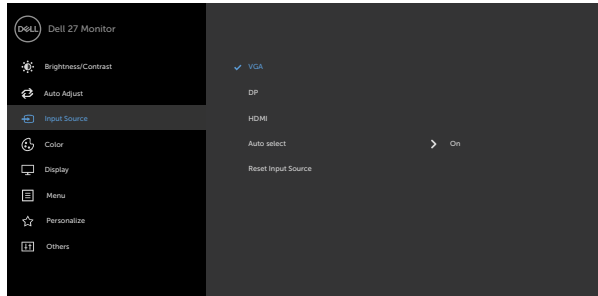 DELL
Dell 27 Monitor
Brightness/Contrast
Auto Adjust
Input Source
Color
Display
Menu
Personalize
Others
VGA
DP
HDMI
Auto select On
Reset Input Source